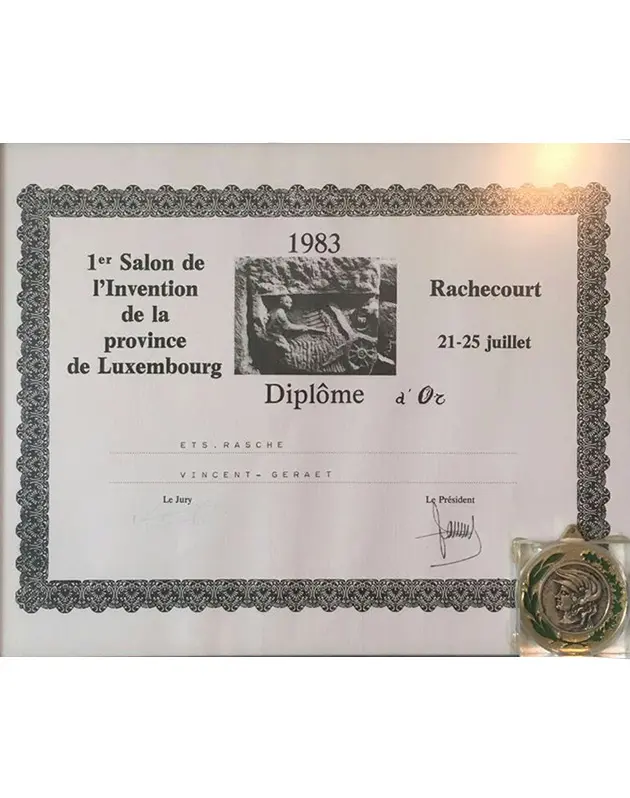 1983
1er Salon de
l'Invention
de la
province
de Luxembourg
Rachecourt
21-25 juillet
Diplôme d'Or
ETS.RASCHE
VINCENT-GERAET
Le Jury
Le Président